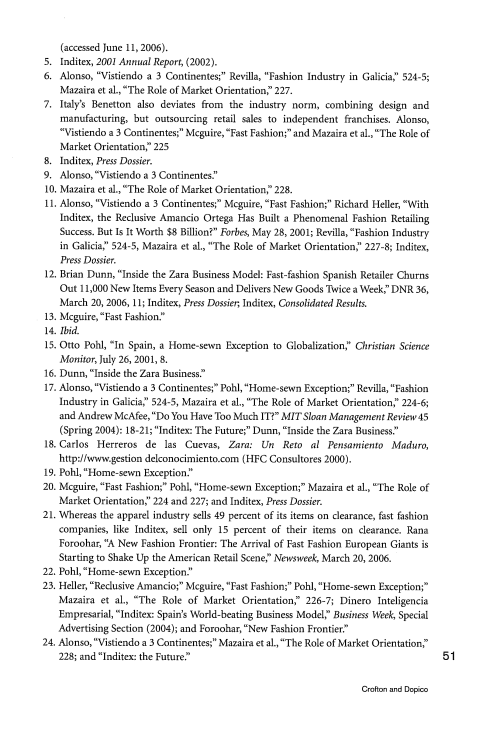 (accessed June 11, 2006).
5. Inditex, 2001 Annual Report, (2002).
6. Alonso, “Vistiendo a 3 Continentes;” Revilla, “Fashion Industry in Galicia,” 524-5;
Mazaira et al., “The Role of Market Orientation,” 227.
7. Italy’s Benetton also deviates from the industry norm, combining design and
manufacturing, but outsourcing retail sales to independent franchises. Alonso,
“Vistiendo a 3 Continentes;” Mcguire, “Fast Fashion;” and Mazaira et al., “The Role of
Market Orientation,” 225
8. Inditex, Press Dossier.
9. Alonso, “Vistiendo a 3 Continentes.”
10. Mazaira et al., “The Role of Market Orientation,” 228.
11. Alonso, “Vistiendo a 3 Continentes;” Mcguire, “Fast Fashion;” Richard Heller, “With
Inditex, the Reclusive Amancio Ortega Has Built a Phenomenal Fashion Retailing
Success. But Is It Worth $8 Billion?” Forbes, May 28, 2001; Revilla, “Fashion Industry
in Galicia,” 524-5, Mazaira et al., “The Role of Market Orientation,” 227-8; Inditex,
Press Dossier.
12. Brian Dunn, “Inside the Zara Business Model: Fast-fashion Spanish Retailer Churns
Out 11,000 New Items Every Season and Delivers New Goods Twice a Week,” DNR 36,
March 20, 2006, 11; Inditex, Press Dossier; Inditex, Consolidated Results.
13. Mcguire, “Fast Fashion.”
14. Ibid.
15. Otto Pohl, “In Spain, a Home-sewn Exception to Globalization,” Christian Science
Monitor, July 26, 2001, 8.
16. Dunn, “Inside the Zara Business.”
17. Alonso, “Vistiendo a 3 Continentes;” Pohl, “Home-sewn Exception;” Revilla, “Fashion
Industry in Galicia,” 524-5, Mazaira et al., “The Role of Market Orientation,” 224-6;
and Andrew McAfee, “Do You Have Too Much IT?” MIT Sloan Management Review 45
(Spring 2004): 18-21; “Inditex: The Future;” Dunn, “Inside the Zara Business.”
18. Carlos Herreros de las Cuevas, Zara: Un Reto al Pensamiento Maduro,
http://www.gestion delconocimiento.com (HFC Consultores 2000).
19. Pohl, “Home-sewn Exception.”
20. Mcguire, “Fast Fashion;” Pohl, “Home-sewn Exception;” Mazaira et al., “The Role of
Market Orientation,” 224 and 227; and Inditex, Press Dossier.
21. Whereas the apparel industry sells 49 percent of its items on clearance, fast fashion
companies, like Inditex, sell only 15 percent of their items on clearance. Rana
Foroohar, “A New Fashion Frontier: The Arrival of Fast Fashion European Giants is
Starting to Shake Up the American Retail Scene,” Newsweek, March 20, 2006.
22. Pohl, “Home-sewn Exception.”
23. Heller, “Reclusive Amancio;” Mcguire, “Fast Fashion;” Pohl, “Home-sewn Exception;”
Mazaira et al., “The Role of Market Orientation,” 226-7; Dinero Inteligencia
Empresarial, “Inditex: Spain’s World-beating Business Model,” Business Week, Special
Advertising Section (2004); and Foroohar, “New Fashion Frontier.”
24. Alonso, “Vistiendo a 3 Continentes;” Mazaira et al., “The Role of Market Orientation,”
228; and “Inditex: the Future.”
51
Crofton and Dopico